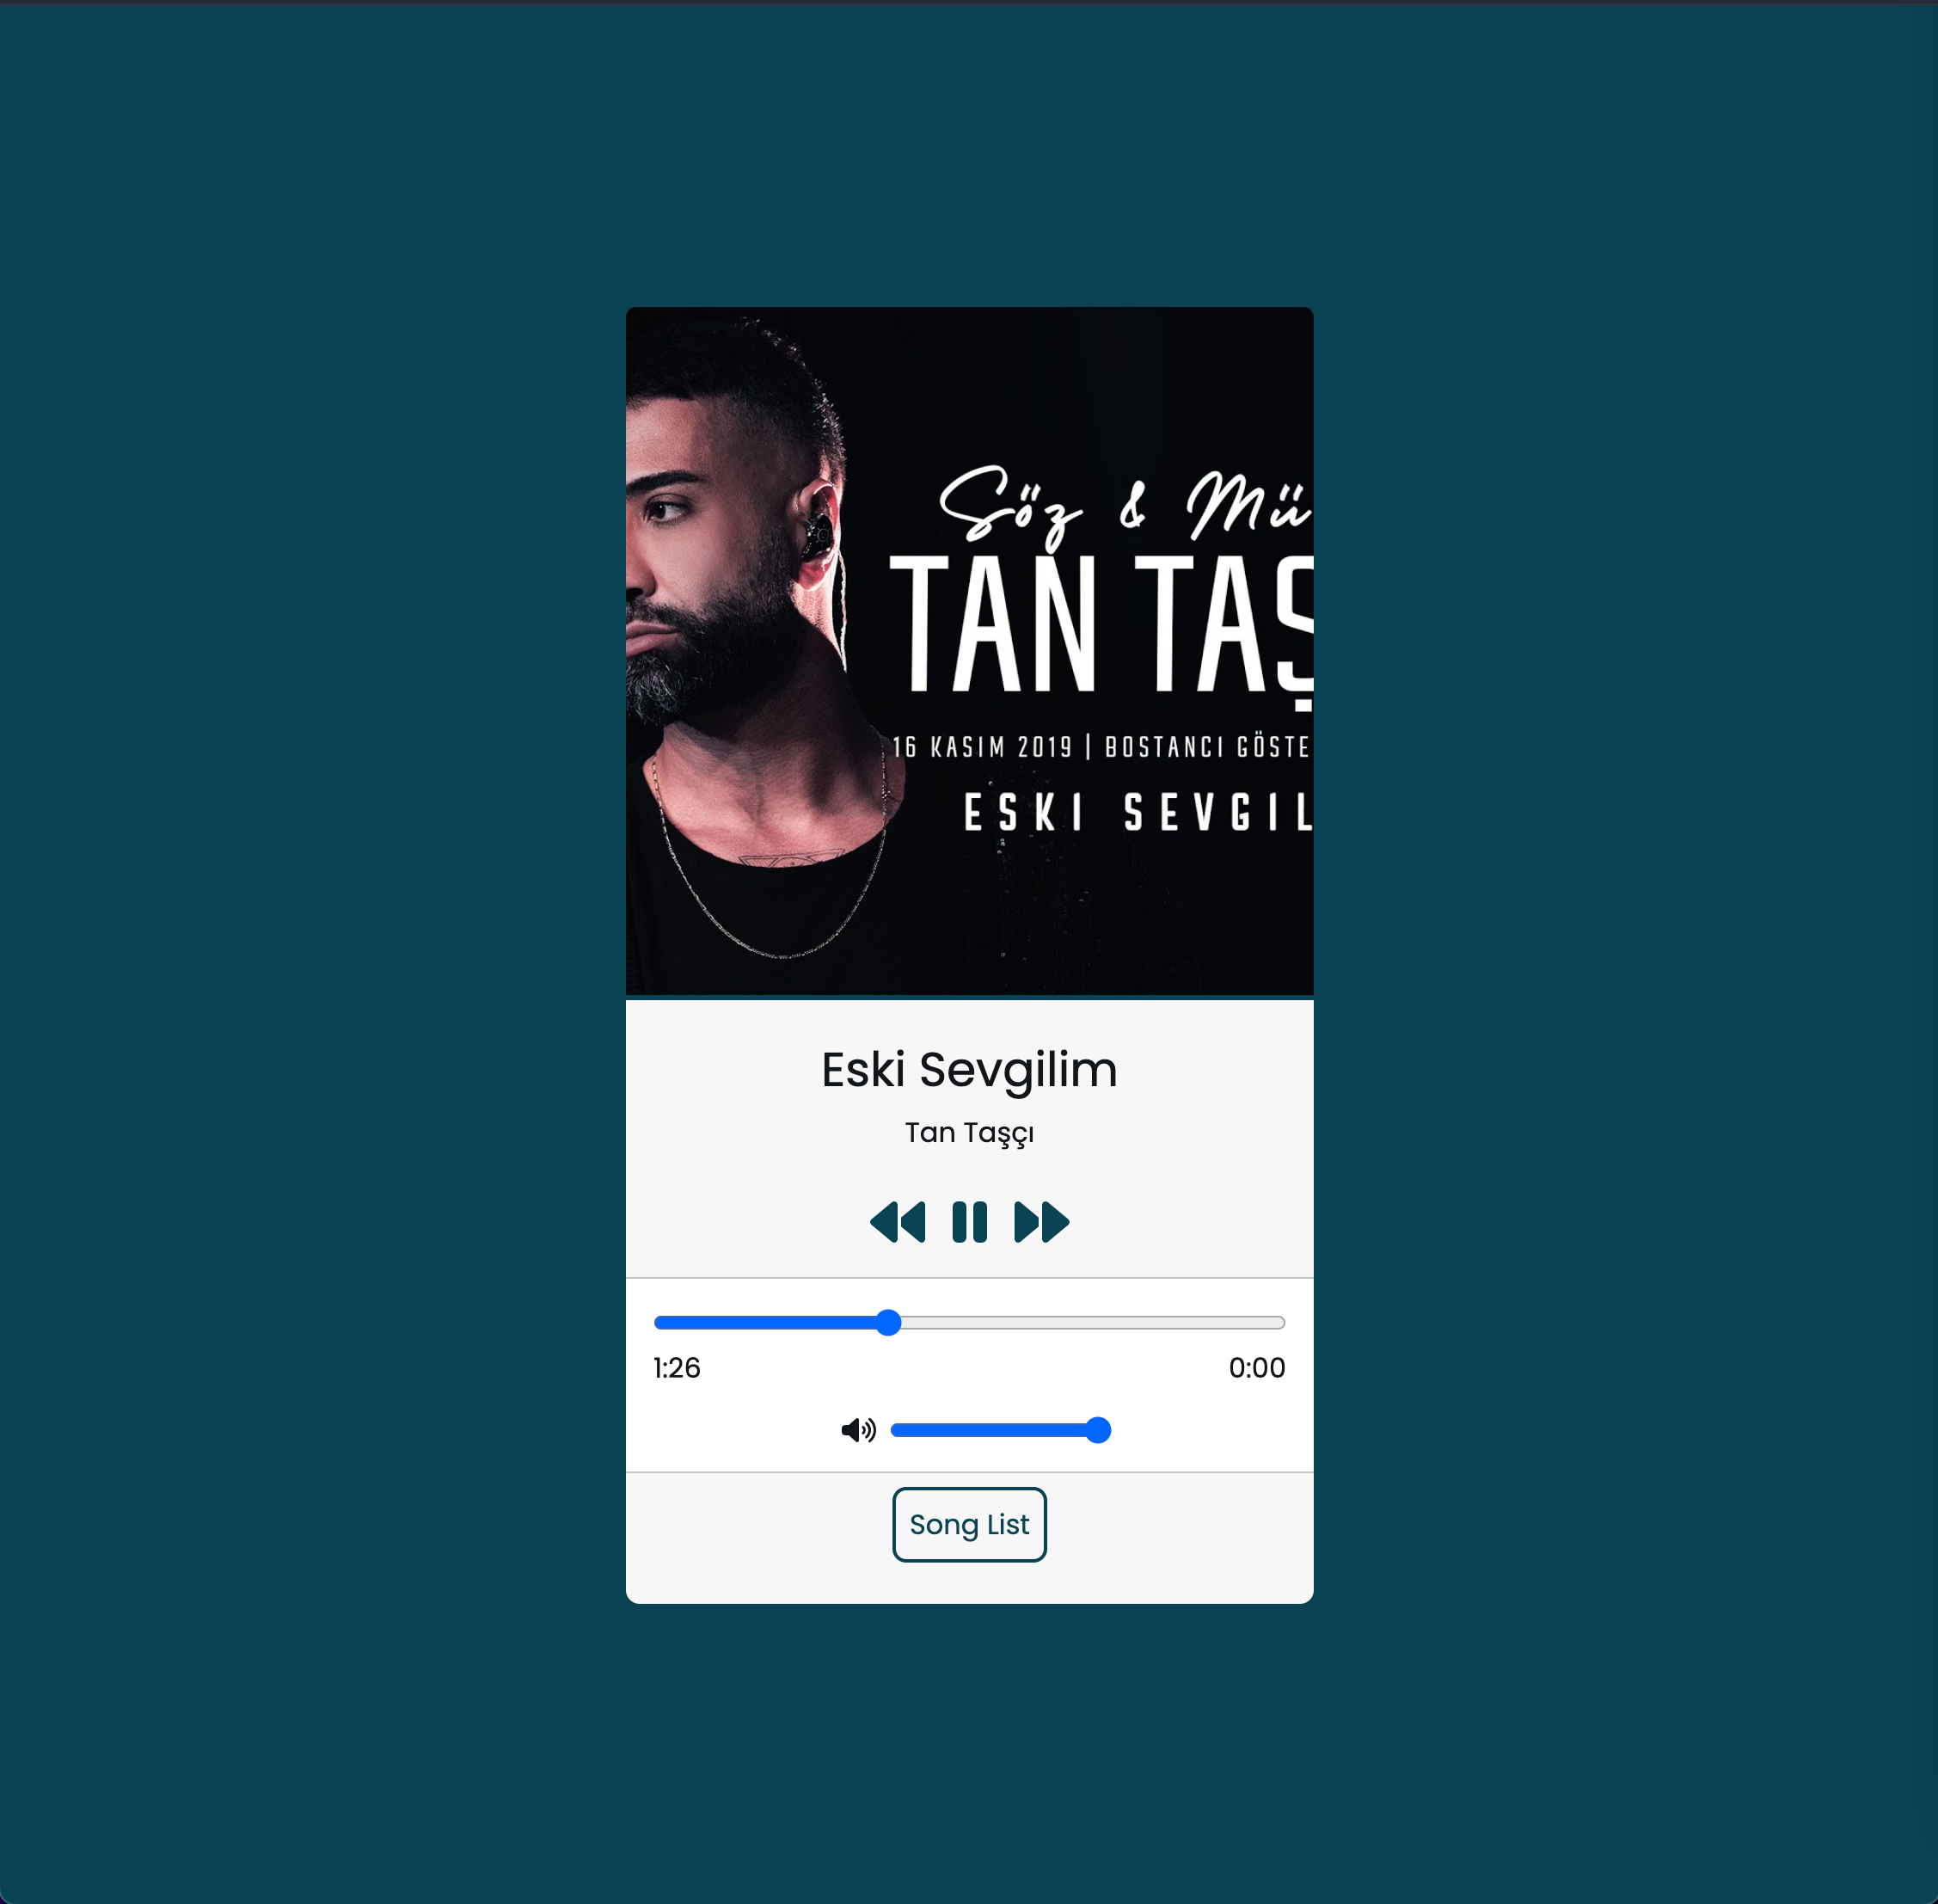 Söz & Mü
TAN TAŞ
16 KASIM 2019 | BOSTANCI GÖSTE
ESKI SEVGIL
Eski Sevgilim
Tan Taşçı
1:26 0:00
Song List